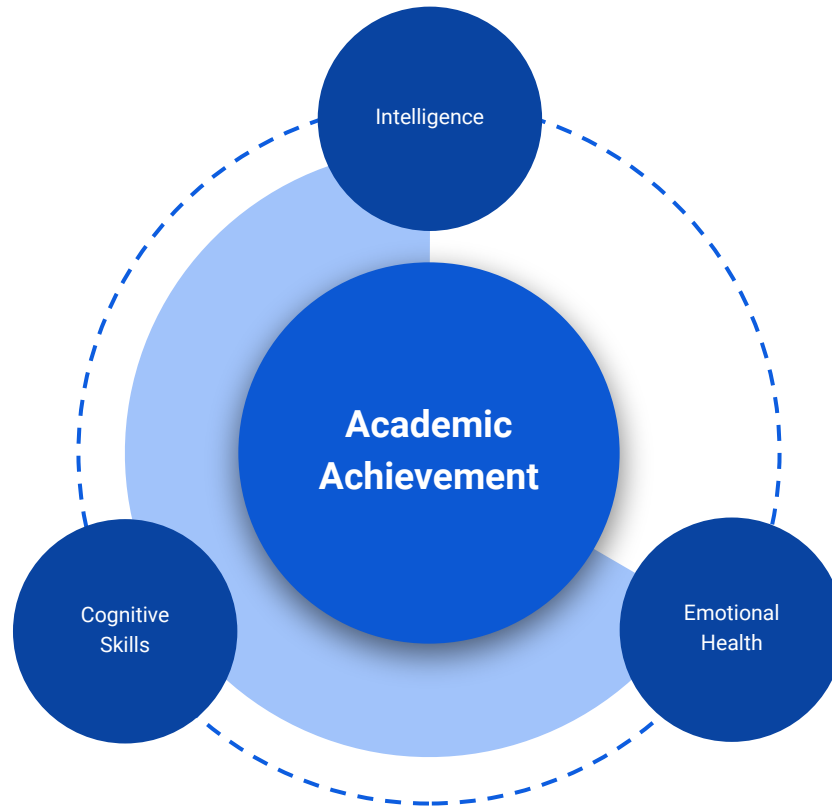 Intelligence
Academic
Achievement
Cognitive
Skills
Emotional
Health